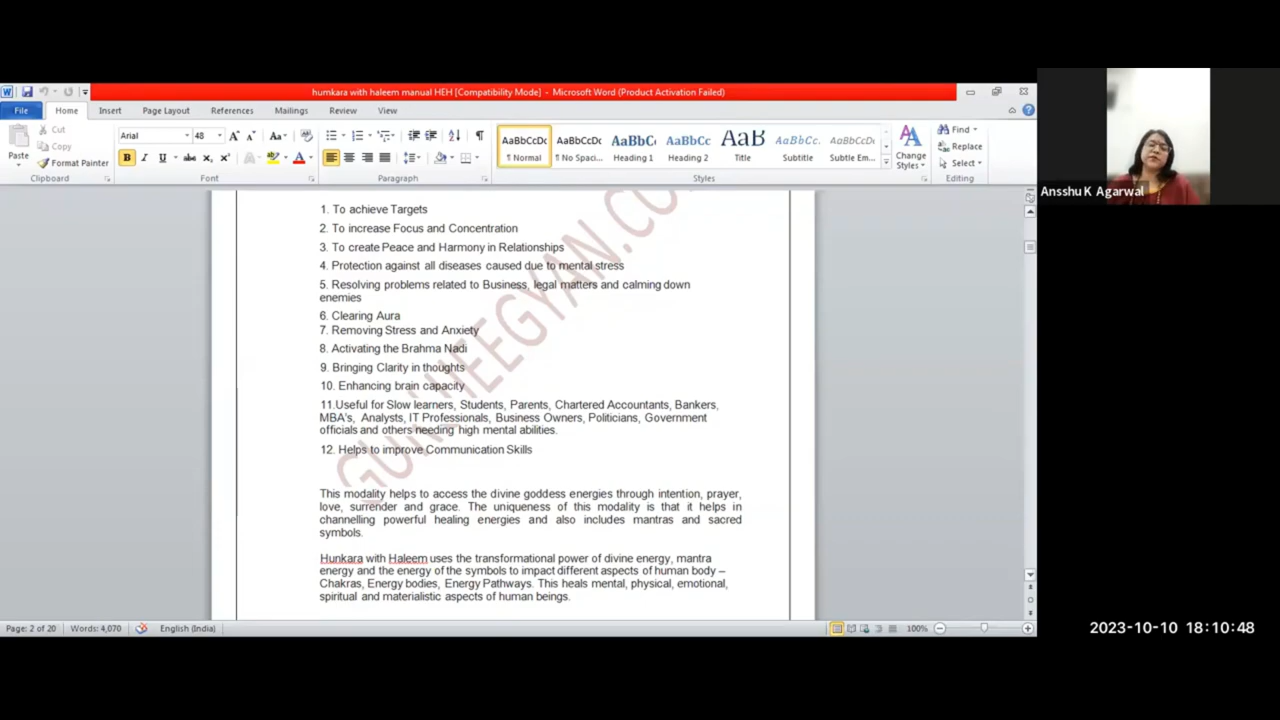 humkara with haleem manual HEH [Compatibility Mode] - Microsoft Word (Product Activation Failed)
File Home Insert Page Layout References Mailings Review View
Cut
Copy
Format Painter
Paste
Clipboard
Arial 48
Font
Paragraph
AaBbCcDc AaBbCcDc AaBbC AaBbCc AaB AaBbCc. AaBbCcDi
¶ Normal ¶ No Spaci... Heading 1 Heading 2 Title Subtitle Subtle Em...
Change Styles
Styles
Find
Replace
Select
Editing
Ansshu K Agarwal
1. To achieve Targets
2. To increase Focus and Concentration
3. To create Peace and Harmony in Relationships
4. Protection against all diseases caused due to mental stress
5. Resolving problems related to Business, legal matters and calming down
enemies
6. Clearing Aura
7. Removing Stress and Anxiety
8. Activating the Brahma Nadi
9. Bringing Clarity in thoughts
10. Enhancing brain capacity
11.Useful for Slow learners, Students, Parents, Chartered Accountants, Bankers,
MBA's, Analysts, IT Professionals, Business Owners, Politicians, Government
officials and others needing high mental abilities.
12. Helps to improve Communication Skills
This modality helps to access the divine goddess energies through intention, prayer,
love, surrender and grace. The uniqueness of this modality is that it helps in
channelling powerful healing energies and also includes mantras and sacred
symbols.
Hunkara with Haleem uses the transformational power of divine energy, mantra
energy and the energy of the symbols to impact different aspects of human body –
Chakras, Energy bodies, Energy Pathways. This heals mental, physical, emotional,
spiritual and materialistic aspects of human beings.
Page: 2 of 20 Words: 4,070 English (India) 100%
2023-10-10 18:10:48